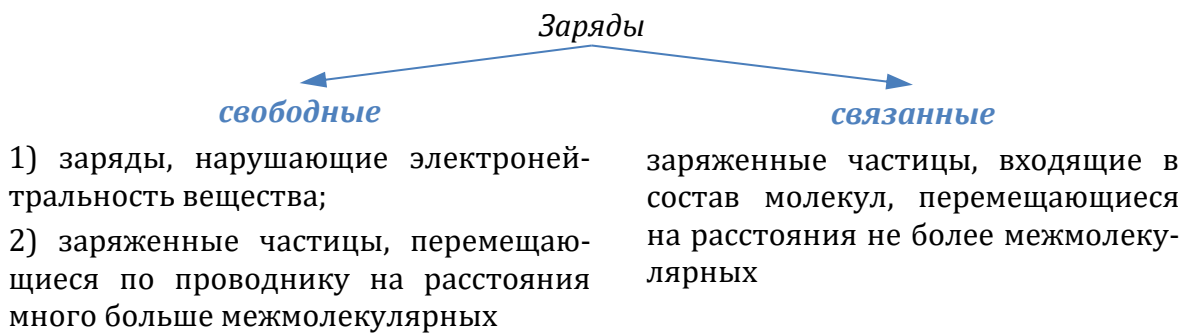 Заряды
свободные
1) заряды, нарушающие электроней-
тральность вещества;
2) заряженные частицы, перемещаю-
щиеся по проводнику на расстояния
много больше межмолекулярных
связанные
заряженные частицы, входящие в
состав молекул, перемещающиеся
на расстояния не более межмолеку-
лярных